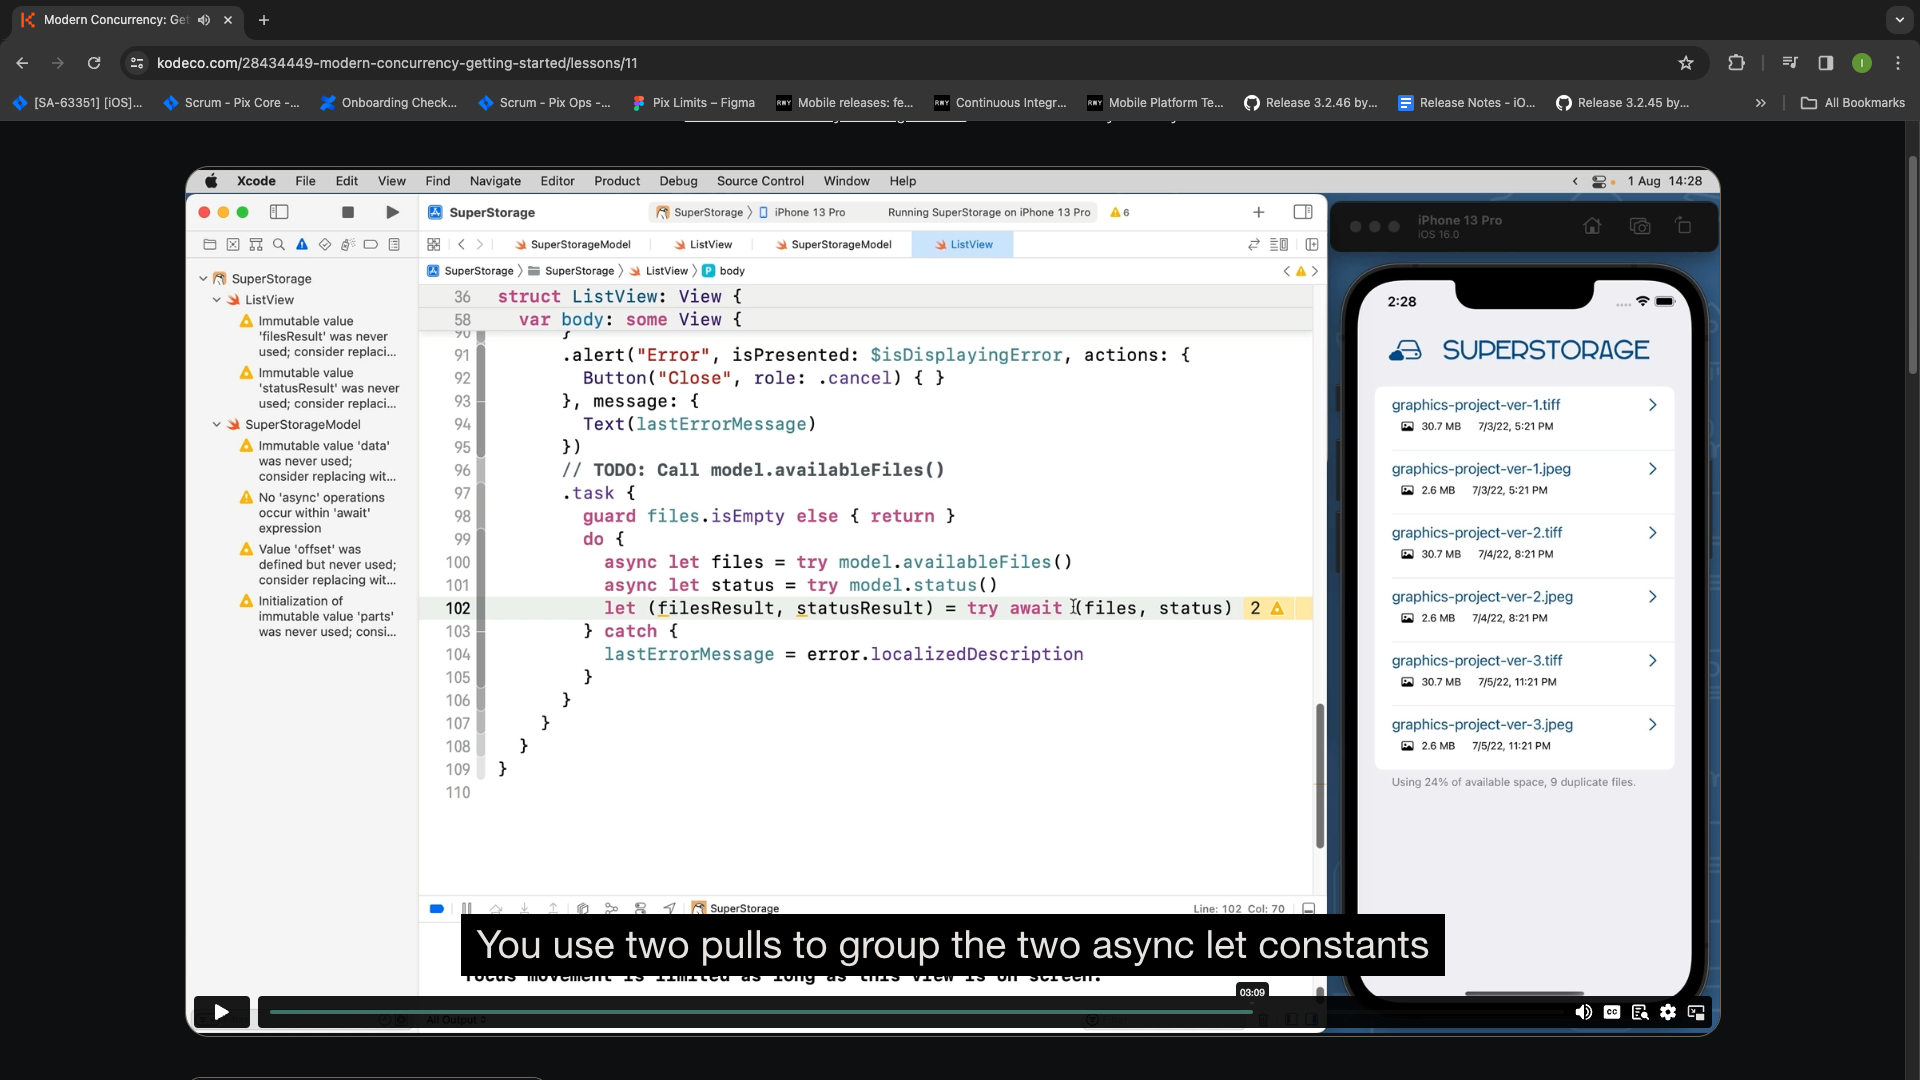 Modern Concurrency: Get
kodeco.com/28434449-modern-concurrency-getting-started/lessons/11
[SA-63351] [iOS]...
Scrum - Pix Core -...
Onboarding Check...
Scrum - Pix Ops -...
Pix Limits – Figma
Mobile releases: fe...
Continuous Integr...
Mobile Platform Te...
Release 3.2.46 by...
Release Notes - iO...
Release 3.2.45 by...
All Bookmarks
Xcode File Edit View Find Navigate Editor Product Debug Source Control Window Help
1 Aug 14:28
SuperStorage
SuperStorage
iPhone 13 Pro
Running SuperStorage on iPhone 13 Pro
6
SuperStorageModel
ListView
SuperStorageModel
ListView
SuperStorage
SuperStorage
ListView
P body
SuperStorage
ListView
Immutable value
'filesResult' was never
used; consider replaci...
Immutable value
'statusResult' was never
used; consider replaci...
SuperStorageModel
Immutable value 'data'
was never used;
consider replacing wit...
No 'async' operations
occur within 'await'
expression
Value 'offset' was
defined but never used;
consider replacing wit...
Initialization of
immutable value 'parts'
was never used; consi...
36 struct ListView: View {
58 var body: some View {
90 }
91 .alert("Error", isPresented: $isDisplayingError, actions: {
92 Button("Close", role: .cancel) { }
93 }, message: {
94 Text(lastErrorMessage)
95 })
96 // TODO: Call model.availableFiles()
97 .task {
98 guard files.isEmpty else { return }
99 do {
100 async let files = try model.availableFiles()
101 async let status = try model.status()
102 let (filesResult, statusResult) = try await (files, status) 2
103 } catch {
104 lastErrorMessage = error.localizedDescription
105 }
106 }
107 }
108 }
109 }
110
SuperStorage
Line: 102 Col: 70
You use two pulls to group the two async let constants
focus movement is limited as long as this view is on screen.
03:09
All Output
CC
iPhone 13 Pro
iOS 16.0
2:28
SUPERSTORAGE
graphics-project-ver-1.tiff
30.7 MB 7/3/22, 5:21 PM
graphics-project-ver-1.jpeg
2.6 MB 7/3/22, 5:21 PM
graphics-project-ver-2.tiff
30.7 MB 7/4/22, 8:21 PM
graphics-project-ver-2.jpeg
2.6 MB 7/4/22, 8:21 PM
graphics-project-ver-3.tiff
30.7 MB 7/5/22, 11:21 PM
graphics-project-ver-3.jpeg
2.6 MB 7/5/22, 11:21 PM
Using 24% of available space, 9 duplicate files.